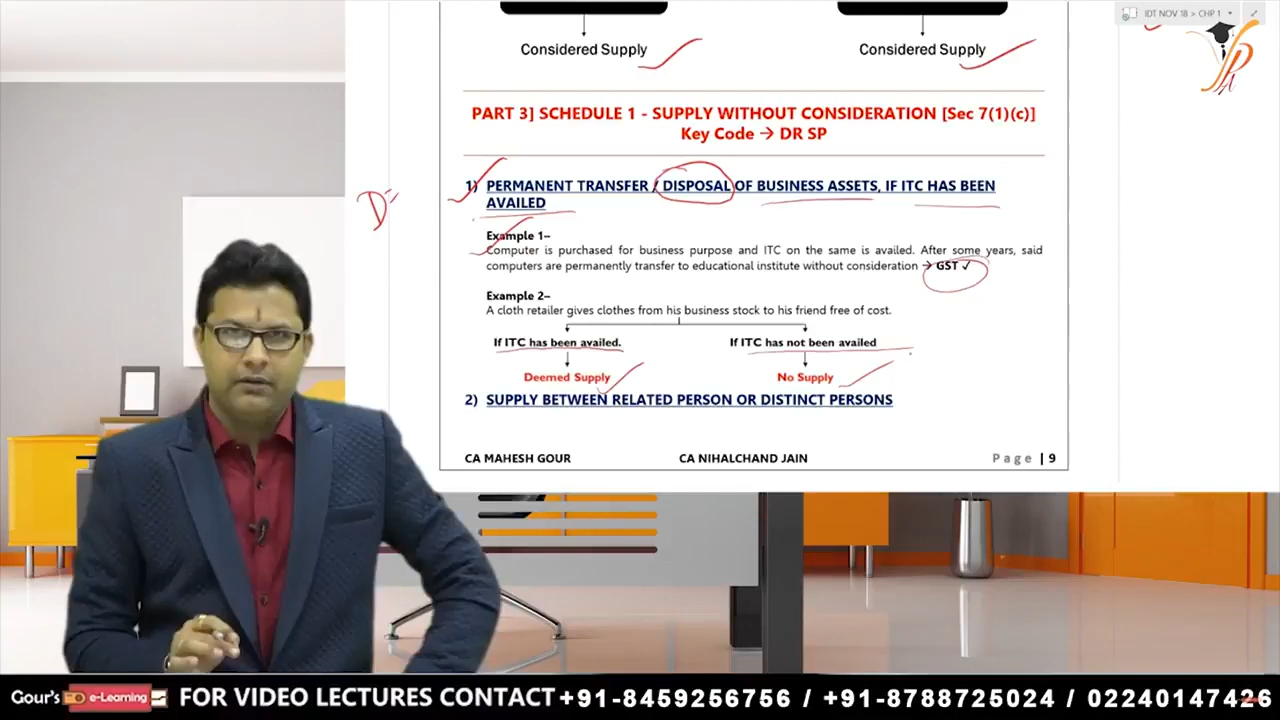 IDT NOV 18 > CHP 1
Considered Supply
Considered Supply
PART 3] SCHEDULE 1 - SUPPLY WITHOUT CONSIDERATION [Sec 7(1)(c)]
Key Code → DR SP
1) PERMANENT TRANSFER / DISPOSAL OF BUSINESS ASSETS, IF ITC HAS BEEN
AVAILED
Example 1–
Computer is purchased for business purpose and ITC on the same is availed. After some years, said
computers are permanently transfer to educational institute without consideration → GST ✓
Example 2–
A cloth retailer gives clothes from his business stock to his friend free of cost.
If ITC has been availed.
If ITC has not been availed
Deemed Supply
No Supply
2) SUPPLY BETWEEN RELATED PERSON OR DISTINCT PERSONS
CA MAHESH GOUR
CA NIHALCHAND JAIN
Page | 9
Gour's e-Learning
FOR VIDEO LECTURES CONTACT +91-8459256756 / +91-8788725024 / 02240147426